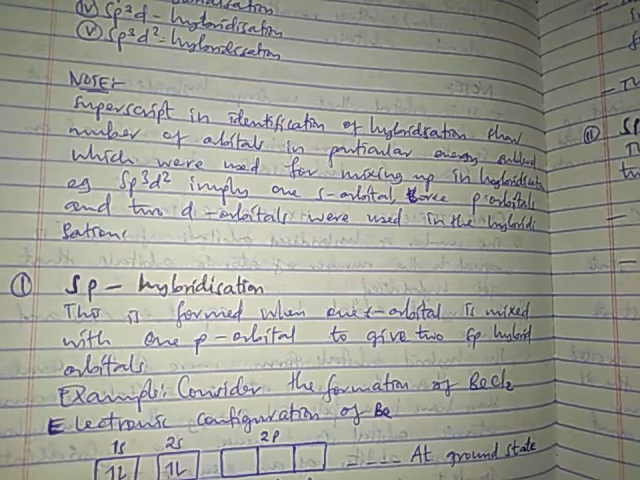 (iv) Sp³d - hybridisation
(v) Sp³d² - hybridisation
NOTE:-
Superscript in identification of hybridisation show
number of orbitals in particular energy
which were used for mixing up in hybridisation
eg Sp³d² imply one s-orbital, three p orbitals
and two d-orbitals were used in the hybridi
sation.
① Sp - hybridisation
This is formed when one s-orbital is mixed
with one p-orbital to give two Sp hybrid
orbitals
Example: Consider the formation of BeCl₂
Electronic configuration of Be
1s 2s 2p
1L 1L ---- At ground state